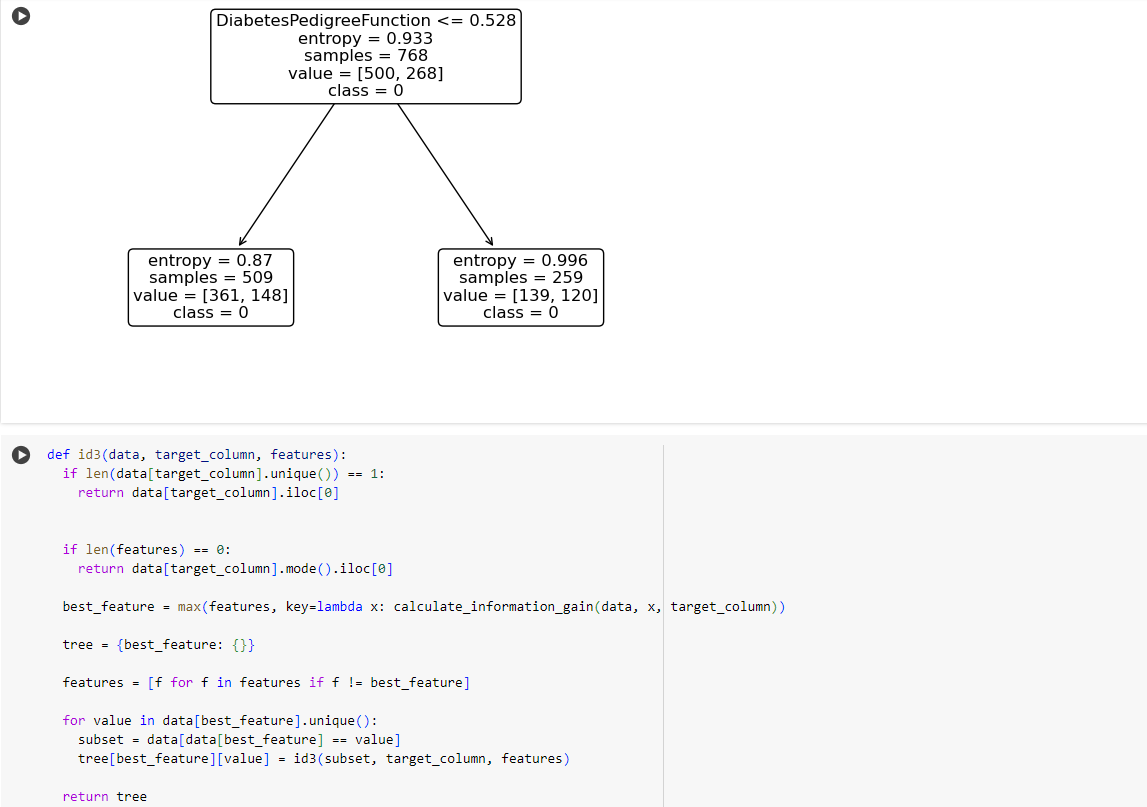 DiabetesPedigreeFunction <= 0.528
entropy = 0.933
samples = 768
value = [500, 268]
class = 0
entropy = 0.87
samples = 509
value = [361, 148]
class = 0
entropy = 0.996
samples = 259
value = [139, 120]
class = 0
def id3(data, target_column, features):
  if len(data[target_column].unique()) == 1:
    return data[target_column].iloc[0]
  if len(features) == 0:
    return data[target_column].mode().iloc[0]
  best_feature = max(features, key=lambda x: calculate_information_gain(data, x, target_column))
  tree = {best_feature: {}}
  features = [f for f in features if f != best_feature]
  for value in data[best_feature].unique():
    subset = data[data[best_feature] == value]
    tree[best_feature][value] = id3(subset, target_column, features)
  return tree